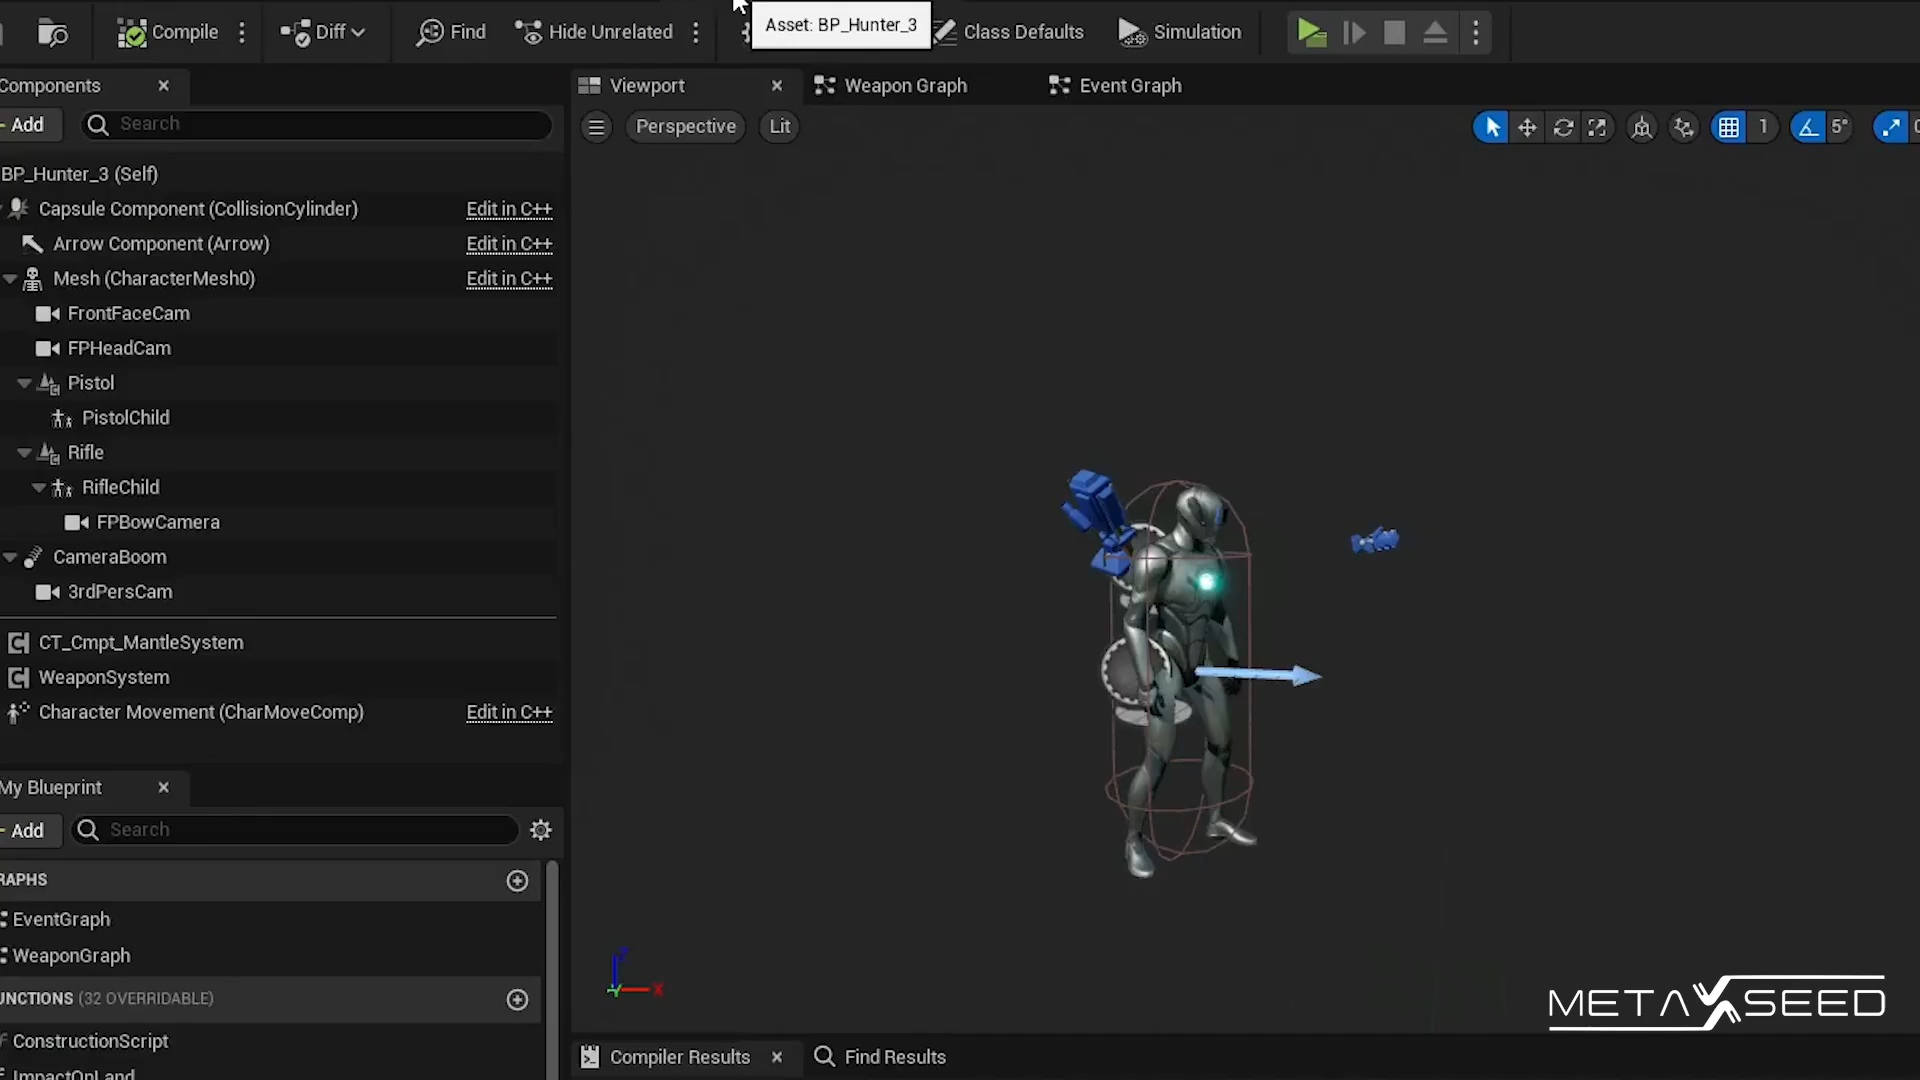 Compile
Diff
Find
Hide Unrelated
Asset: BP_Hunter_3
Class Defaults
Simulation
Components
Viewport
Weapon Graph
Event Graph
Add
Search
Perspective
Lit
1
5°
BP_Hunter_3 (Self)
Capsule Component (CollisionCylinder)
Edit in C++
Arrow Component (Arrow)
Edit in C++
Mesh (CharacterMesh0)
Edit in C++
FrontFaceCam
FPHeadCam
Pistol
PistolChild
Rifle
RifleChild
FPBowCamera
CameraBoom
3rdPersCam
CT_Cmpt_MantleSystem
WeaponSystem
Character Movement (CharMoveComp)
Edit in C++
My Blueprint
Add
Search
RAPHS
EventGraph
WeaponGraph
UNCTIONS (32 OVERRIDABLE)
ConstructionScript
ImpactOnLand
Z
X
META SEED
Compiler Results
Find Results